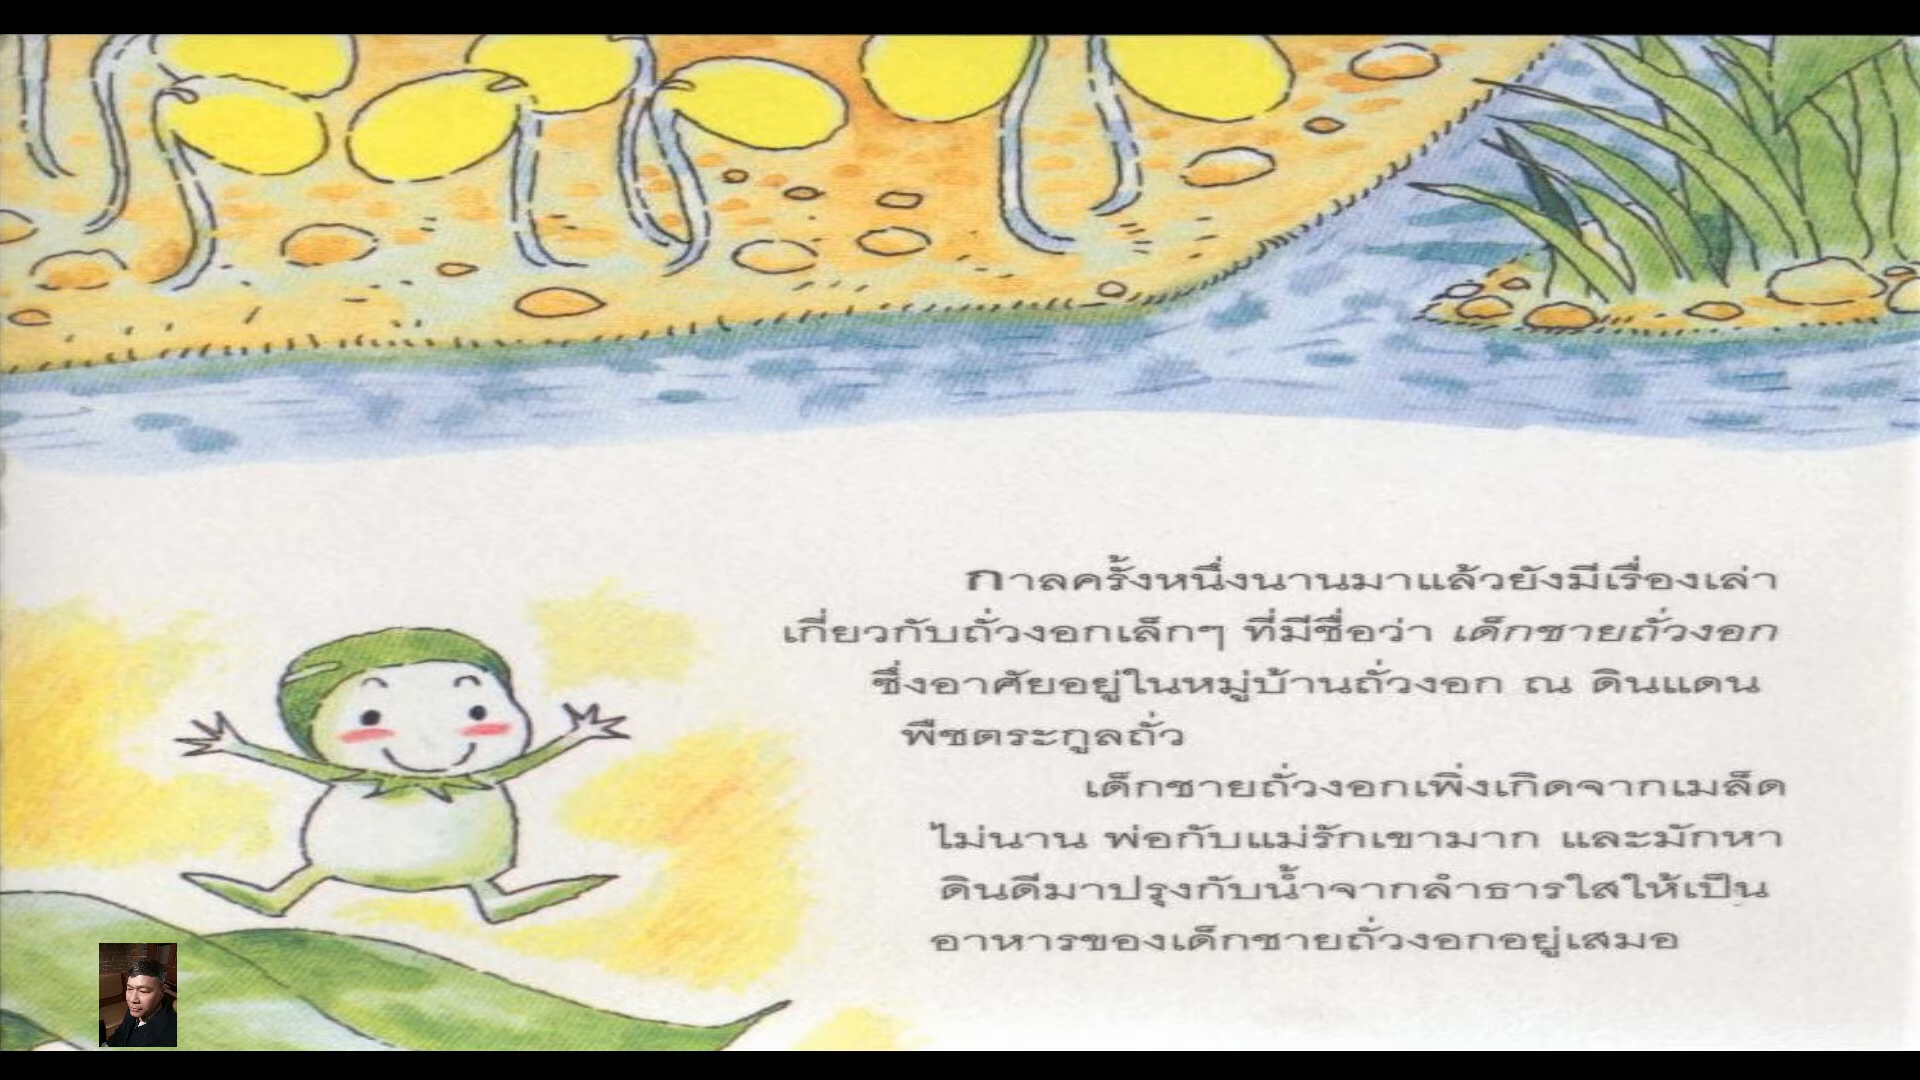 กาลครั้งหนึ่งนานมาแล้วยังมีเรื่องเล่า
เกี่ยวกับถั่วงอกเล็กๆ ที่มีชื่อว่า เด็กชายถั่วงอก
ซึ่งอาศัยอยู่ในหมู่บ้านถั่วงอก ณ ดินแดน
พืชตระกูลถั่ว
เด็กชายถั่วงอกเพิ่งเกิดจากเมล็ด
ไม่นาน พ่อกับแม่รักเขามาก และมักหา
ดินดีมาปรุงกับน้ำจากลำธารใสให้เป็น
อาหารของเด็กชายถั่วงอกอยู่เสมอ